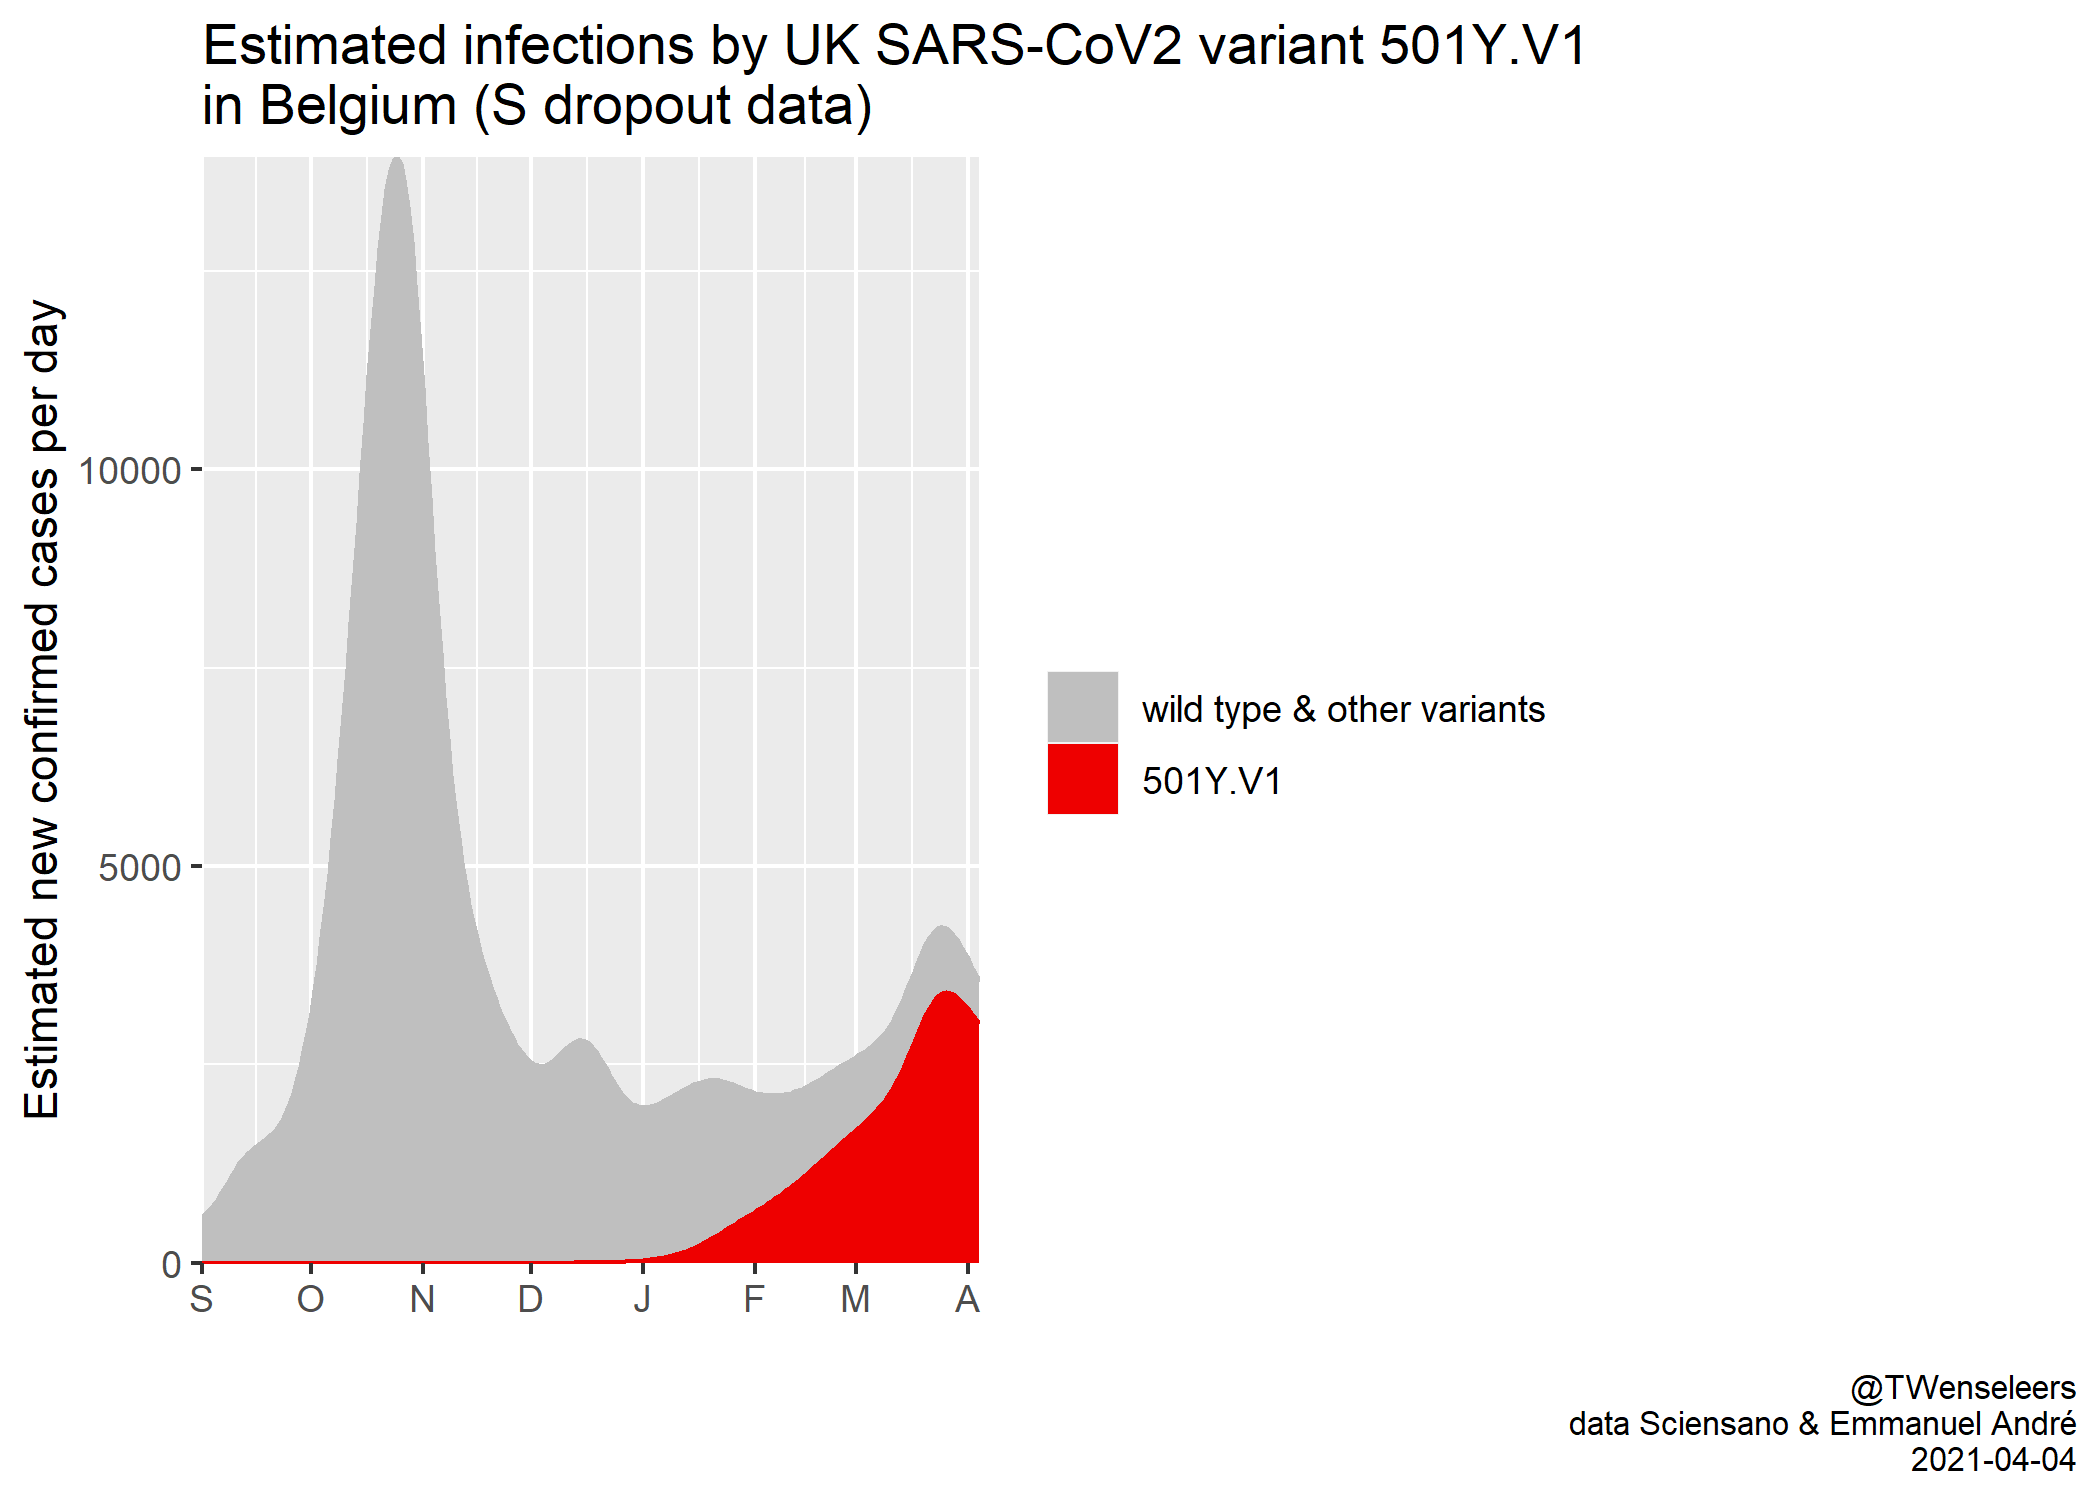 Estimated infections by UK SARS-CoV2 variant 501Y.V1
in Belgium (S dropout data)
Estimated new confirmed cases per day
10000
5000
0
S O N D J F M A
wild type & other variants
501Y.V1
@TWenseleers
data Sciensano & Emmanuel André
2021-04-04